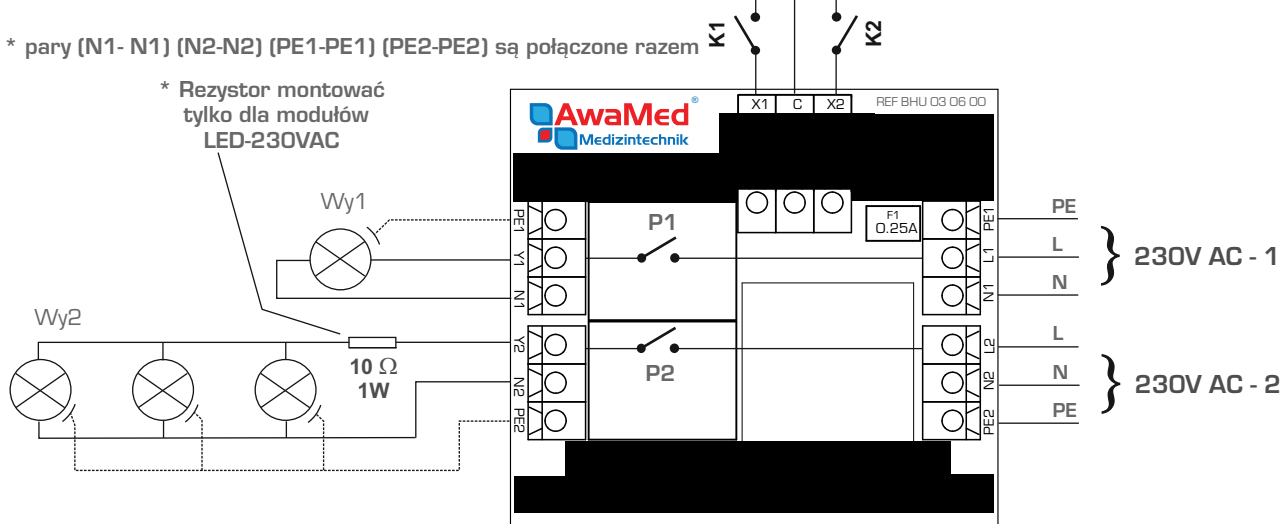 K1
K2
* pary (N1- N1) (N2-N2) (PE1-PE1) (PE2-PE2) są połączone razem
* Rezystor montować
tylko dla modułów
LED-230VAC
X1 C X2
REF BHU 03 06 00
AwaMed®
Medizintechnik
Wy1
PE1
Y1
N1
P1
F1
0.25A
PE1
L1
N1
PE
L
N
230V AC - 1
Wy2
10 Ω
1W
Y2
N2
PE2
P2
L2
N2
PE2
L
N
PE
230V AC - 2